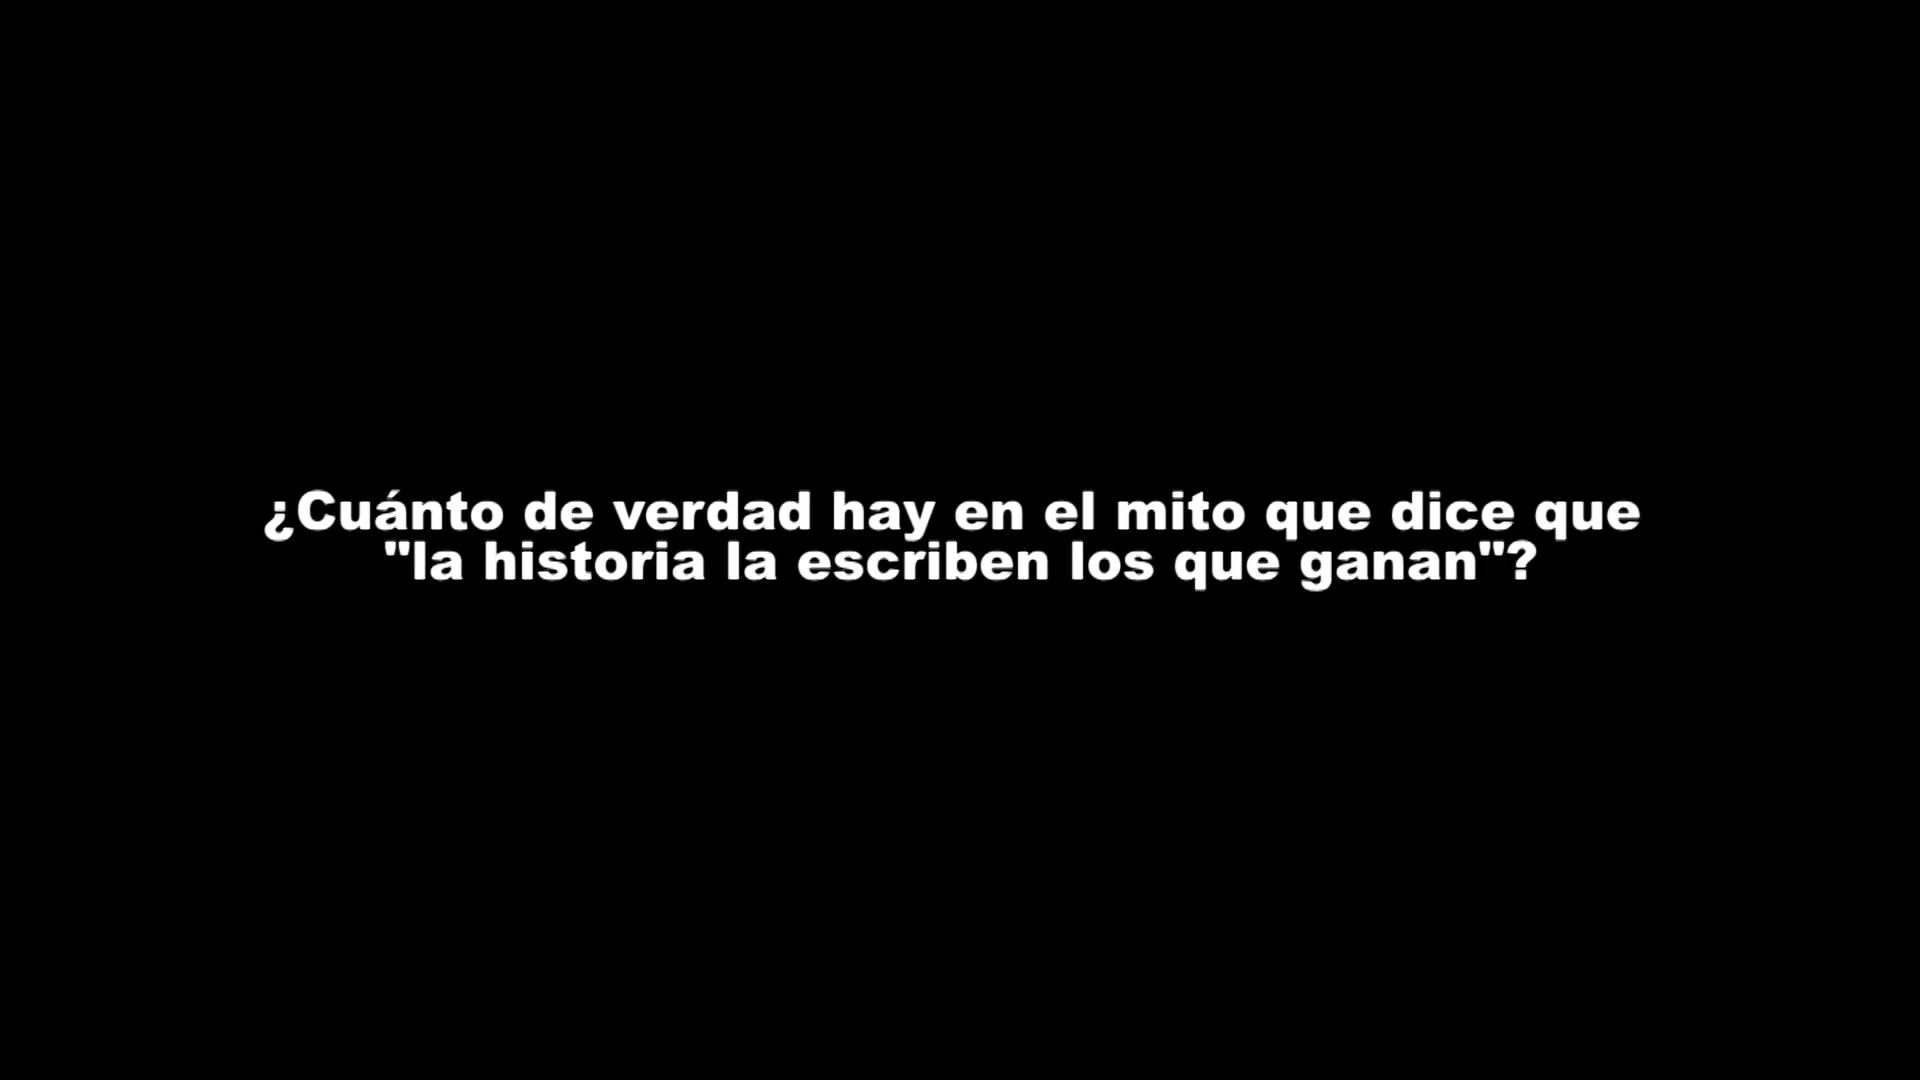 ¿Cuánto de verdad hay en el mito que dice que
"la historia la escriben los que ganan"?